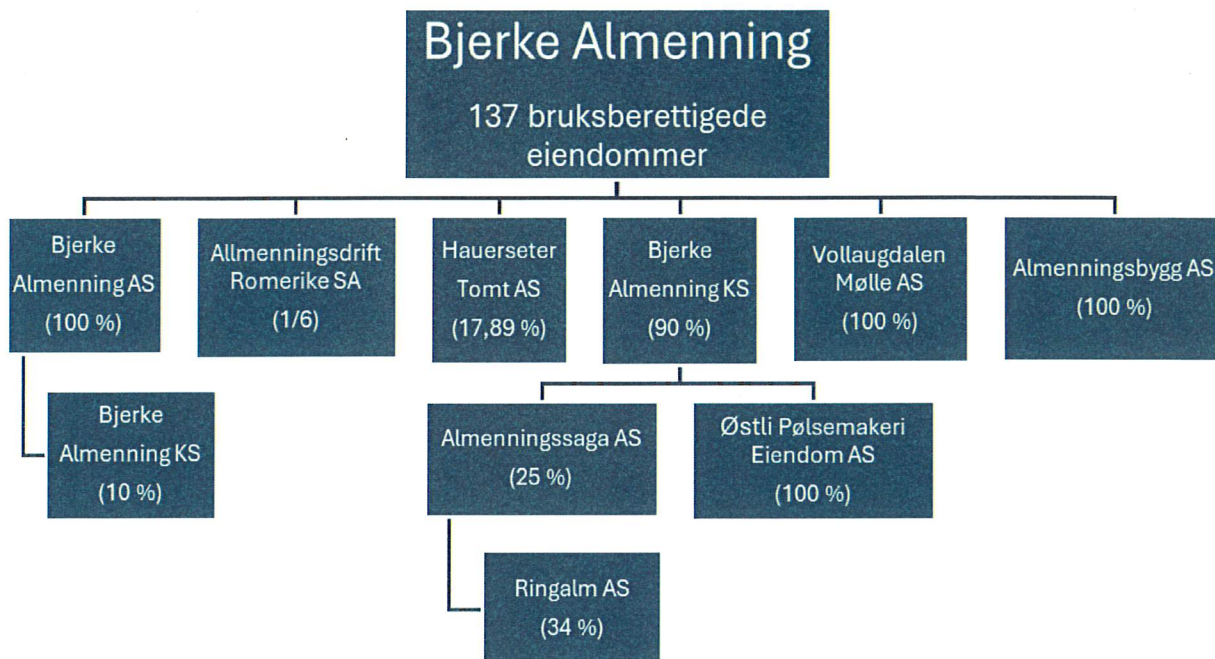 Bjerke Almenning
137 bruksberettigede
eiendommer
Bjerke
Almenning AS
(100 %)
Allmenningsdrift
Romerike SA
(1/6)
Hauerseter
Tomt AS
(17,89 %)
Bjerke
Almenning KS
(90 %)
Vollaugdalen
Mølle AS
(100 %)
Almenningsbygg AS
(100 %)
Bjerke
Almenning KS
(10 %)
Almenningssaga AS
(25 %)
Østli Pølsemakeri
Eiendom AS
(100 %)
Ringalm AS
(34 %)